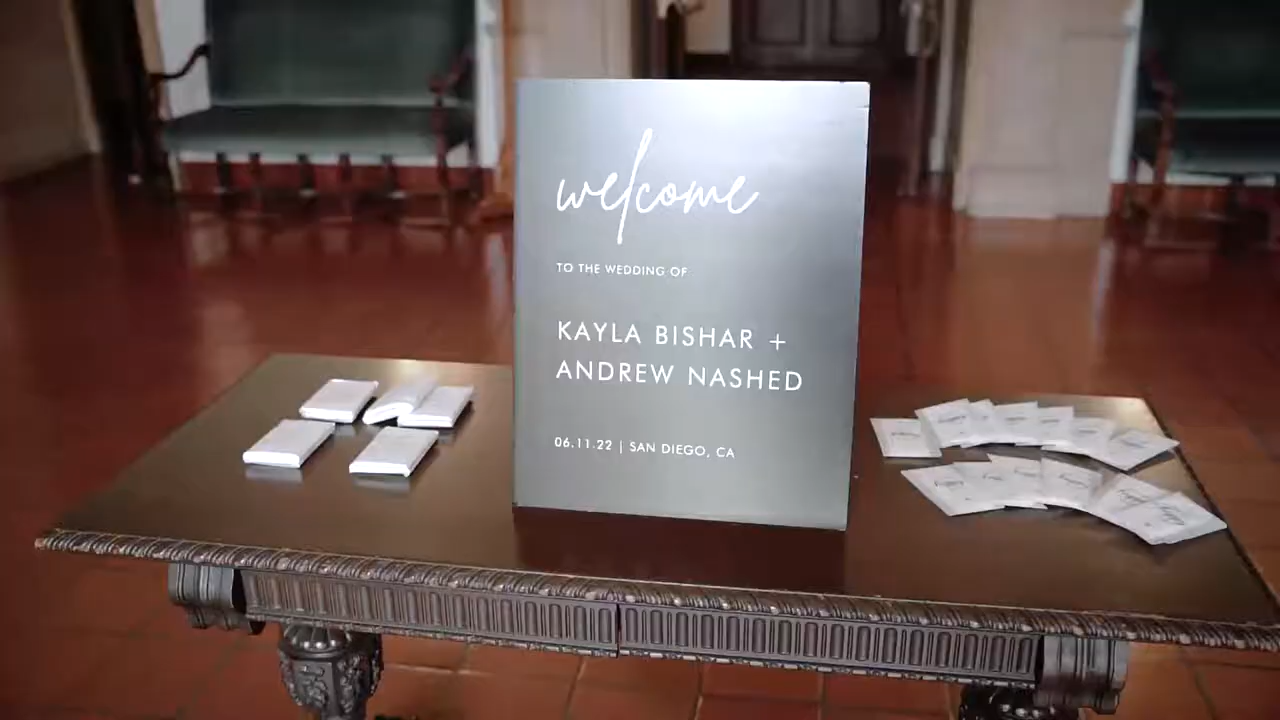 welcome
TO THE WEDDING OF
KAYLA BISHAR +
ANDREW NASHED
06.11.22 | SAN DIEGO, CA